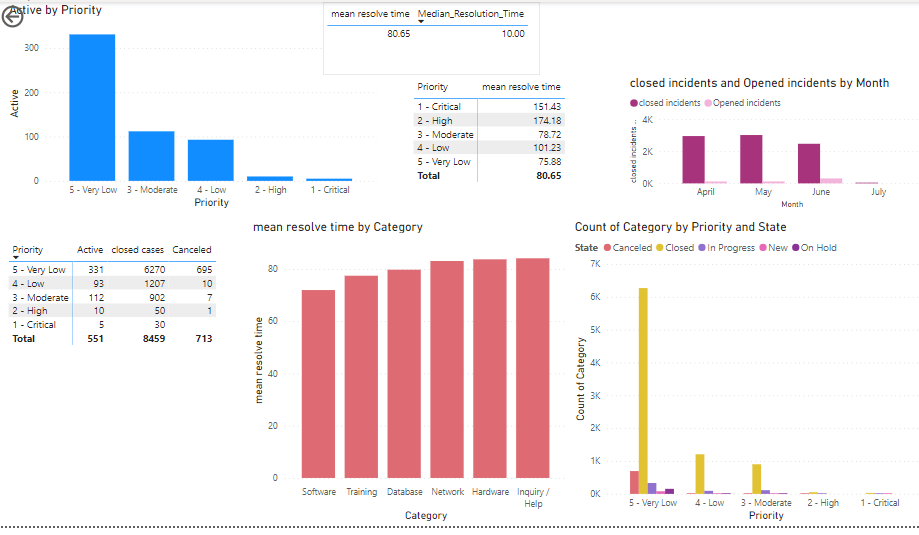 Active by Priority
Active
300
200
100
0
5 - Very Low 3 - Moderate 4 - Low 2 - High 1 - Critical
Priority
mean resolve time Median_Resolution_Time
80.65 10.00
Priority mean resolve time
1 - Critical 151.43
2 - High 174.18
3 - Moderate 78.72
4 - Low 101.23
5 - Very Low 75.88
Total 80.65
closed incidents and Opened incidents by Month
closed incidents Opened incidents
closed incidents ...
4K
2K
0K
April May June July
Month
Priority Active closed cases Canceled
5 - Very Low 331 6270 695
4 - Low 93 1207 10
3 - Moderate 112 902 7
2 - High 10 50 1
1 - Critical 5 30
Total 551 8459 713
mean resolve time by Category
mean resolve time
80
60
40
20
0
Software Training Database Network Hardware Inquiry /
Help
Category
Count of Category by Priority and State
State Canceled Closed In Progress New On Hold
Count of Category
7K
6K
5K
4K
3K
2K
1K
0K
5 - Very Low 4 - Low 3 - Moderate 2 - High 1 - Critical
Priority